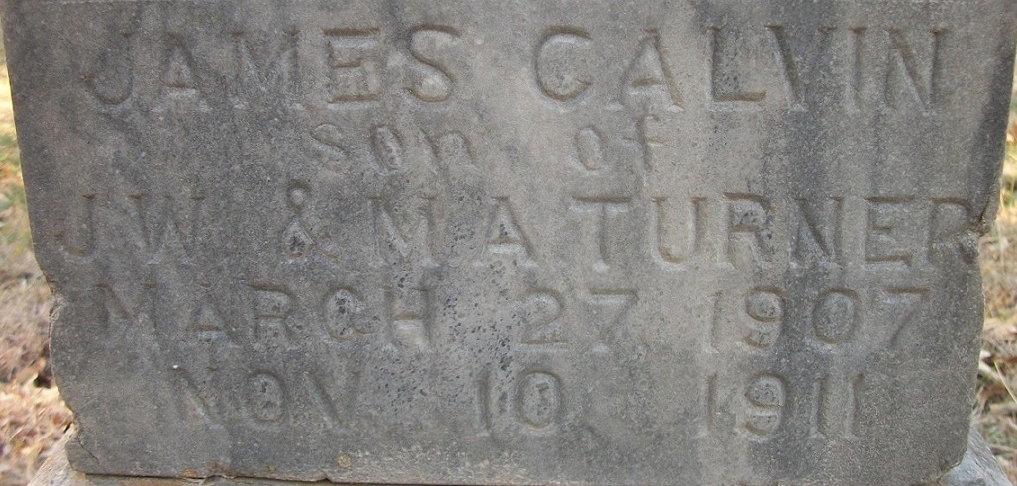 JAMES CALVIN
son of
J.W. & M.A. TURNER
MARCH 27 1907
NOV. 10 1911